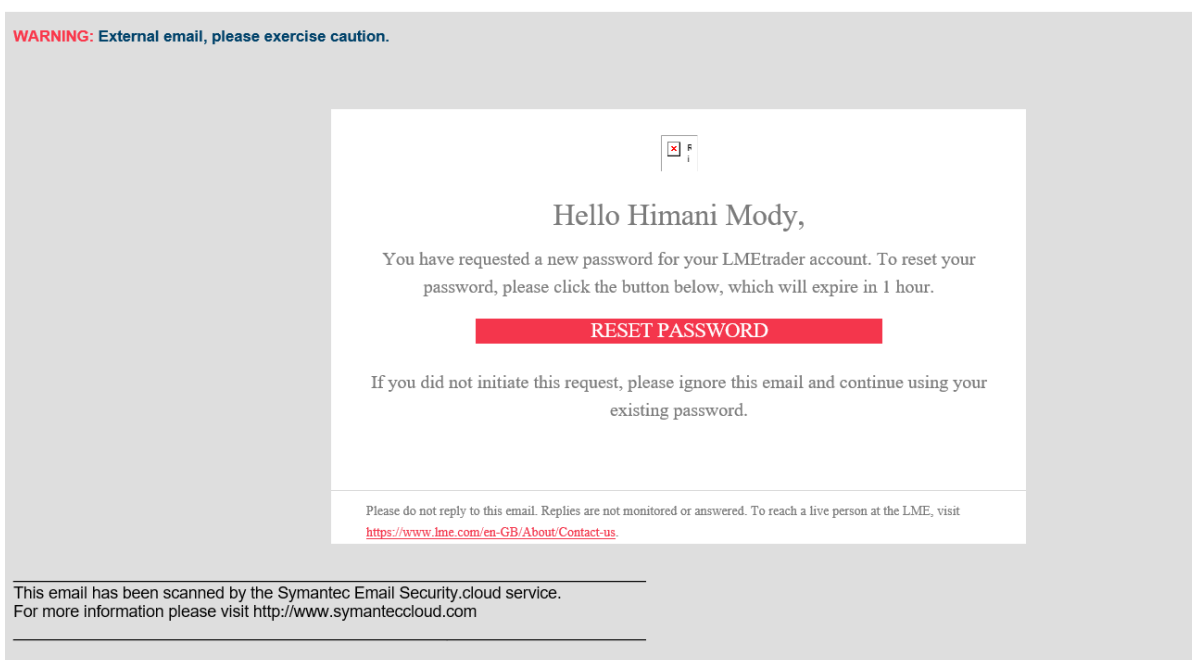 WARNING: External email, please exercise caution.
R
i
Hello Himani Mody,
You have requested a new password for your LMEtrader account. To reset your
password, please click the button below, which will expire in 1 hour.
RESET PASSWORD
If you did not initiate this request, please ignore this email and continue using your
existing password.
Please do not reply to this email. Replies are not monitored or answered. To reach a live person at the LME, visit
https://www.lme.com/en-GB/About/Contact-us.
This email has been scanned by the Symantec Email Security.cloud service.
For more information please visit http://www.symanteccloud.com